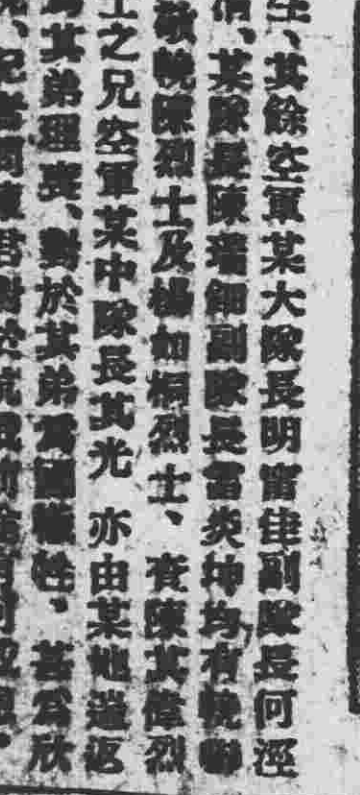 、其餘空軍某大隊長明甯佳副隊長何涇
、某隊長陳瑞鈿副隊長雷炎坤均有輓聯
敬輓陳烈士及楊如桐烈士、查陳其偉烈
士之兄空軍某中隊長其光 亦由某地遄返
為其弟理喪、對於其弟為國犧牲、甚為欣